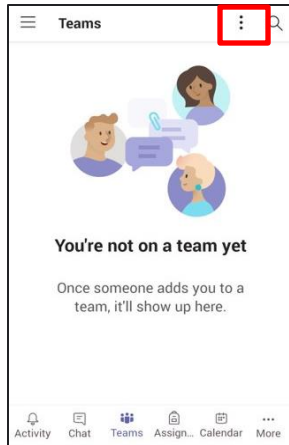 Teams
You're not on a team yet
Once someone adds you to a
team, it'll show up here.
Activity Chat Teams Assign... Calendar More